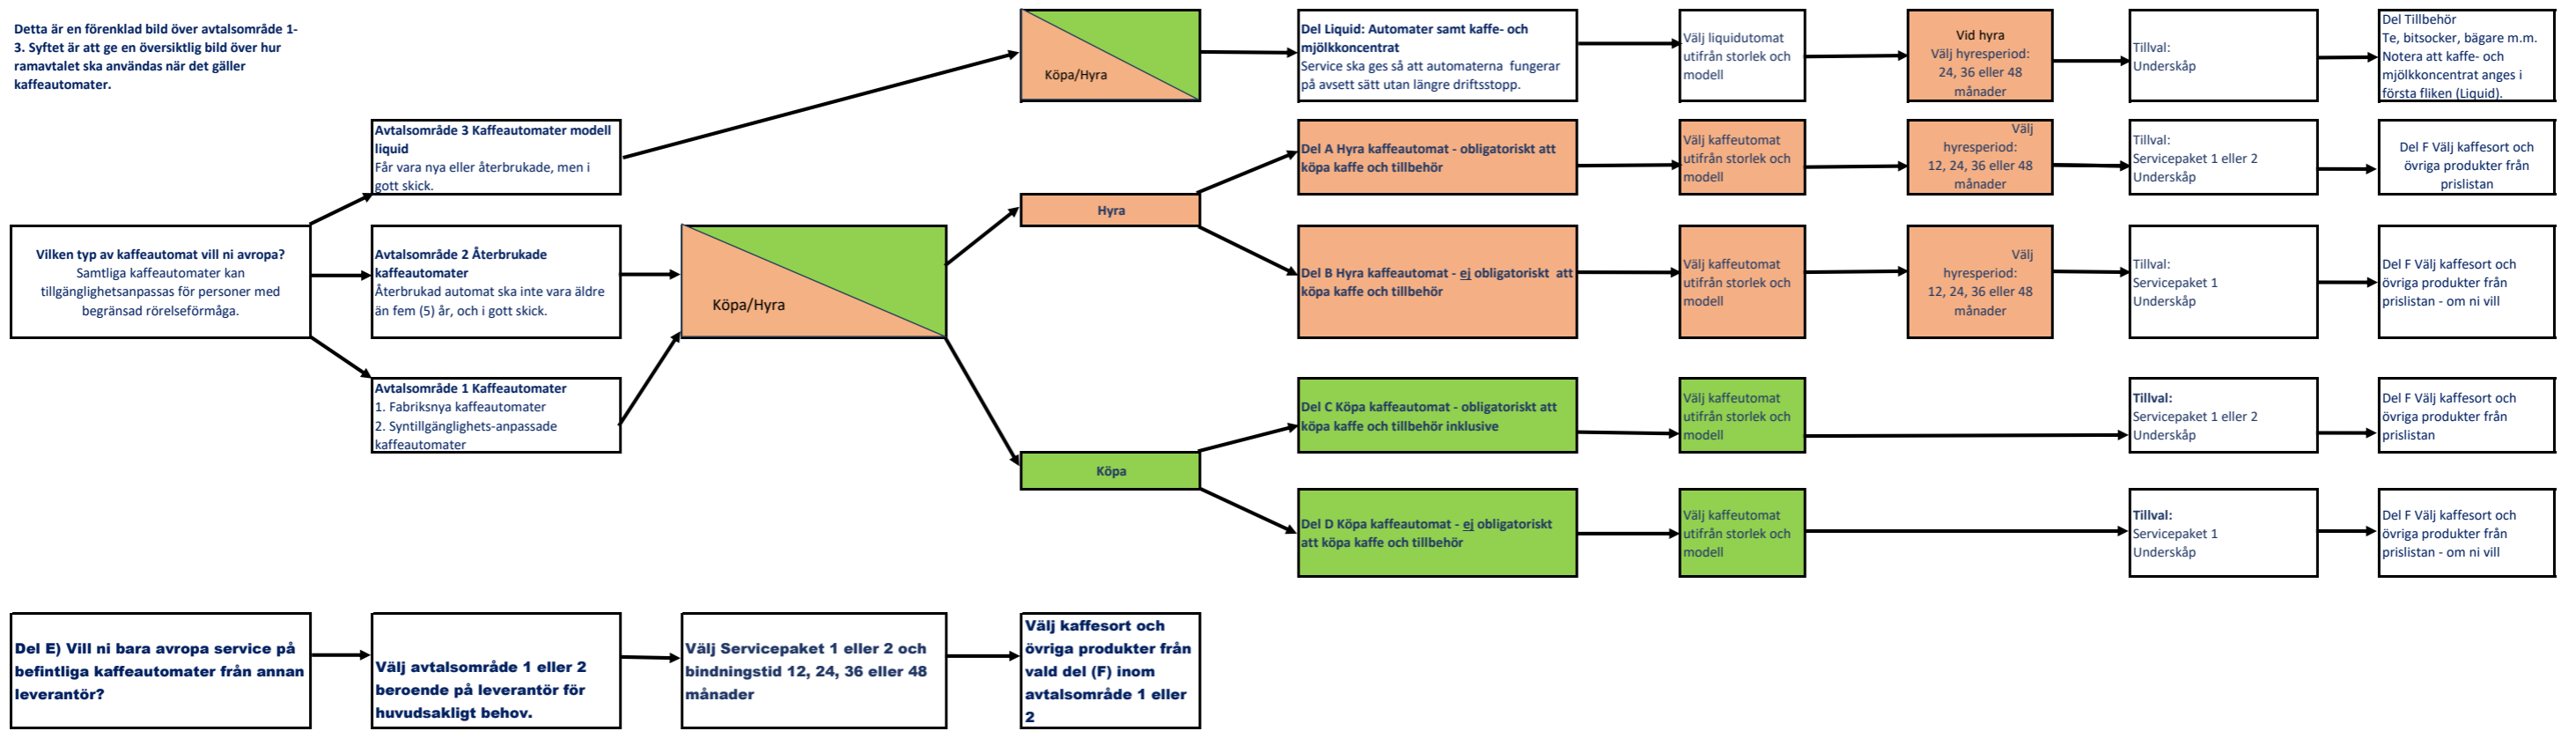 Detta är en förenklad bild över avtalsområde 1-
3. Syftet är att ge en översiktlig bild över hur
ramavtalet ska användas när det gäller
kaffeautomater.
Köpa/Hyra
Del Liquid: Automater samt kaffe- och
mjölkkoncentrat
Service ska ges så att automaterna  fungerar
på avsett sätt utan längre driftsstopp.
Välj liquidutomat
utifrån storlek och
modell
Vid hyra
Välj hyresperiod:
24, 36 eller 48
månader
Tillval:
Underskåp
Del Tillbehör
Te, bitsocker, bägare m.m.
Notera att kaffe- och
mjölkkoncentrat anges i
första fliken (Liquid).
Avtalsområde 3 Kaffeautomater modell
liquid
Får vara nya eller återbrukade, men i
gott skick.
Del A Hyra kaffeautomat - obligatoriskt att
köpa kaffe och tillbehör
Välj kaffeutomat
utifrån storlek och
modell
Välj
hyresperiod:
12, 24, 36 eller 48
månader
Tillval:
Servicepaket 1 eller 2
Underskåp
Del F Välj kaffesort och
övriga produkter från
prislistan
Hyra
Vilken typ av kaffeautomat vill ni avropa?
Samtliga kaffeautomater kan
tillgänglighetsanpassas för personer med
begränsad rörelseförmåga.
Avtalsområde 2 Återbrukade
kaffeautomater
Återbrukad automat ska inte vara äldre
än fem (5) år, och i gott skick.
Köpa/Hyra
Del B Hyra kaffeautomat - ej obligatoriskt  att
köpa kaffe och tillbehör
Välj kaffeutomat
utifrån storlek och
modell
Välj
hyresperiod:
12, 24, 36 eller 48
månader
Tillval:
Servicepaket 1
Underskåp
Del F Välj kaffesort och
övriga produkter från
prislistan - om ni vill
Avtalsområde 1 Kaffeautomater
1. Fabriksnya kaffeautomater
2. Syntillgänglighets-anpassade
kaffeautomater
Del C Köpa kaffeautomat - obligatoriskt att
köpa kaffe och tillbehör inklusive
Välj kaffeutomat
utifrån storlek och
modell
Tillval:
Servicepaket 1 eller 2
Underskåp
Del F Välj kaffesort och
övriga produkter från
prislistan
Köpa
Del D Köpa kaffeautomat - ej obligatoriskt
att köpa kaffe och tillbehör
Välj kaffeutomat
utifrån storlek och
modell
Tillval:
Servicepaket 1
Underskåp
Del F Välj kaffesort och
övriga produkter från
prislistan - om ni vill
Del E) Vill ni bara avropa service på
befintliga kaffeautomater från annan
leverantör?
Välj avtalsområde 1 eller 2
beroende på leverantör för
huvudsakligt behov.
Välj Servicepaket 1 eller 2 och
bindningstid 12, 24, 36 eller 48
månader
Välj kaffesort och
övriga produkter från
vald del (F) inom
avtalsområde 1 eller
2